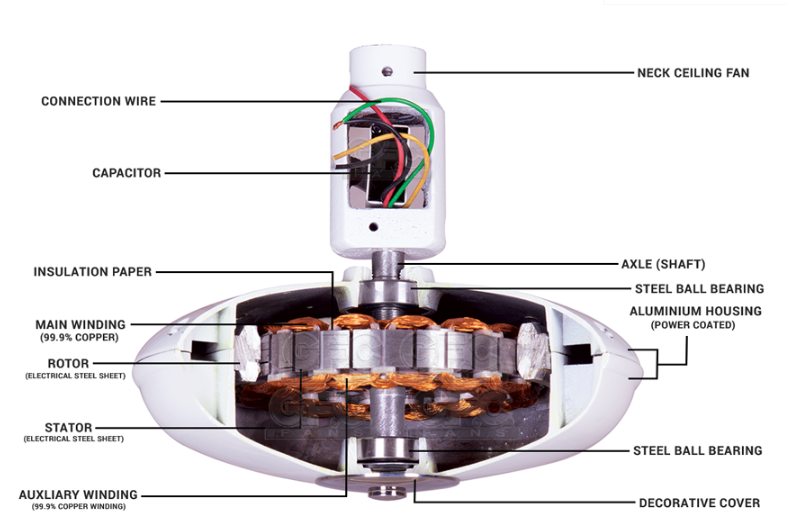 NECK CEILING FAN
CONNECTION WIRE
CAPACITOR
AXLE (SHAFT)
INSULATION PAPER
STEEL BALL BEARING
ALUMINIUM HOUSING
(POWER COATED)
MAIN WINDING
(99.9% COPPER)
ROTOR
(ELECTRICAL STEEL SHEET)
STATOR
(ELECTRICAL STEEL SHEET)
STEEL BALL BEARING
AUXLIARY WINDING
(99.9% COPPER WINDING)
DECORATIVE COVER